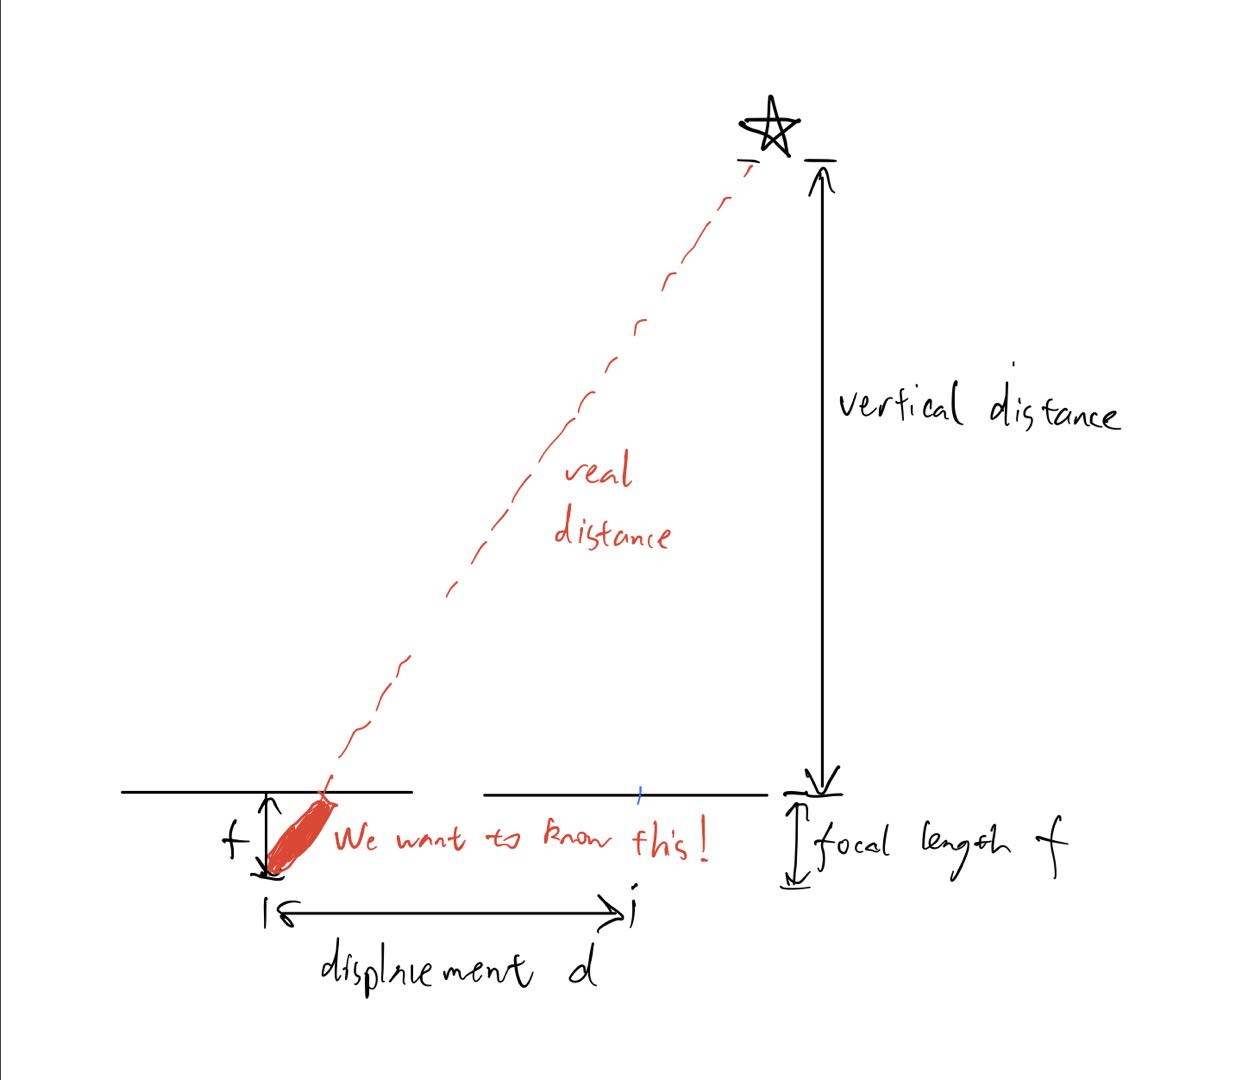 vertical distance
real
distance
f
We want to know this!
focal length f
displacement d